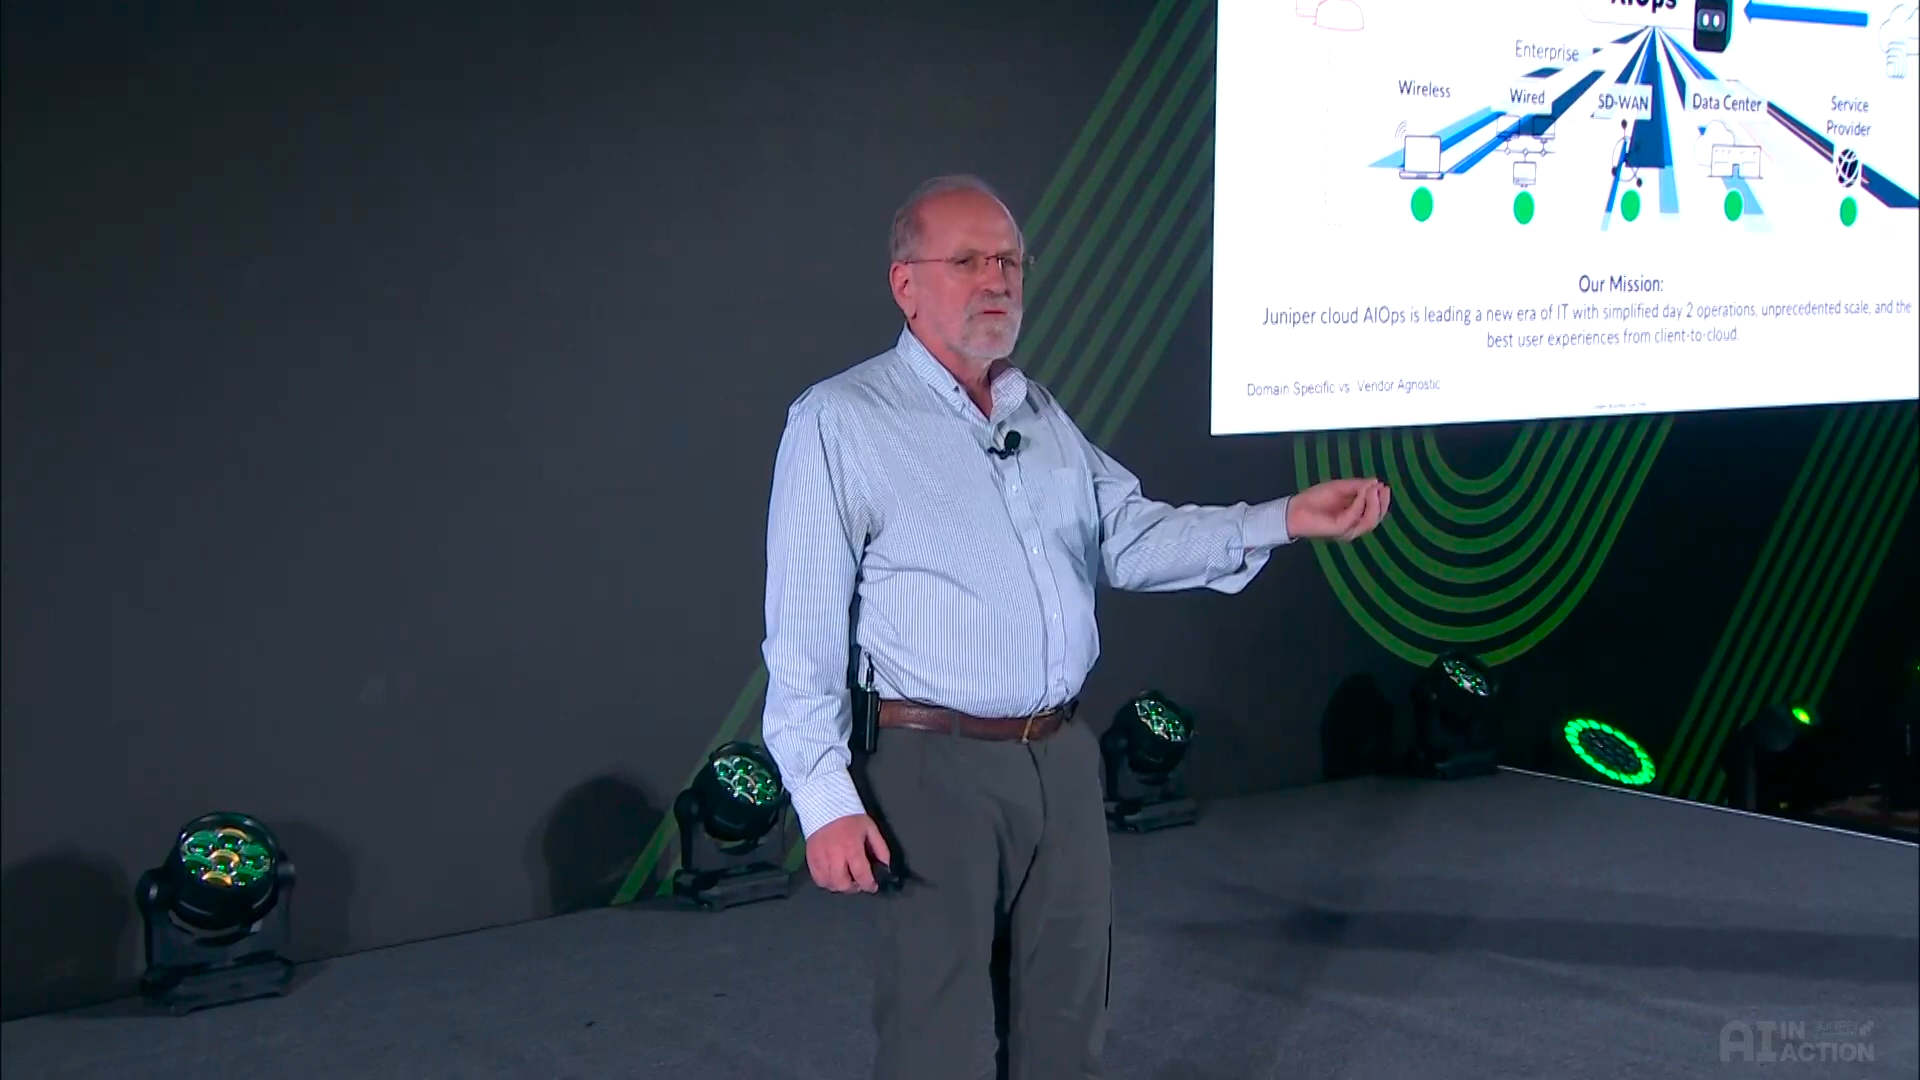 AIOps
Enterprise
Wireless
Wired
SD-WAN
Data Center
Service
Provider
Our Mission:
Juniper cloud AIOps is leading a new era of IT with simplified day 2 operations, unprecedented scale, and the
best user experiences from client-to-cloud.
Domain Specific vs. Vendor Agnostic
AI IN
ACTION